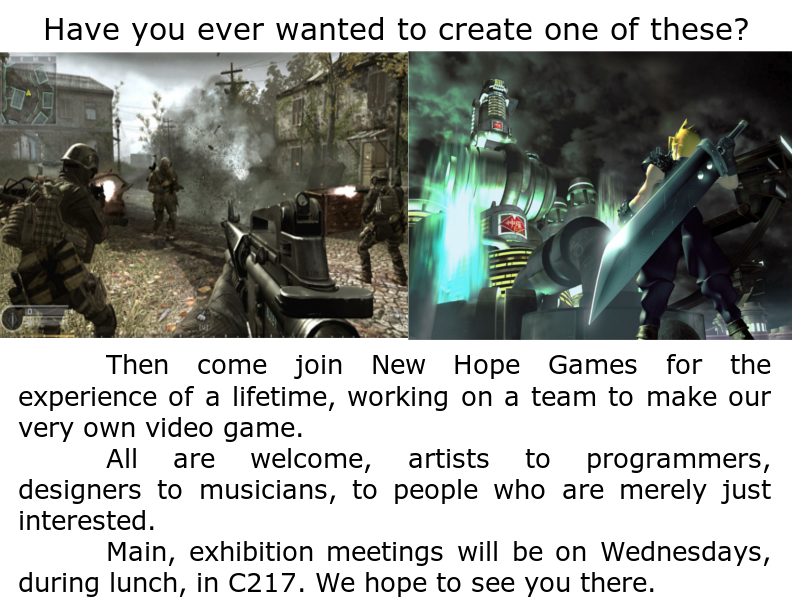 Have you ever wanted to create one of these?
Then come join New Hope Games for the
experience of a lifetime, working on a team to make our
very own video game.
All are welcome, artists to programmers,
designers to musicians, to people who are merely just
interested.
Main, exhibition meetings will be on Wednesdays,
during lunch, in C217. We hope to see you there.